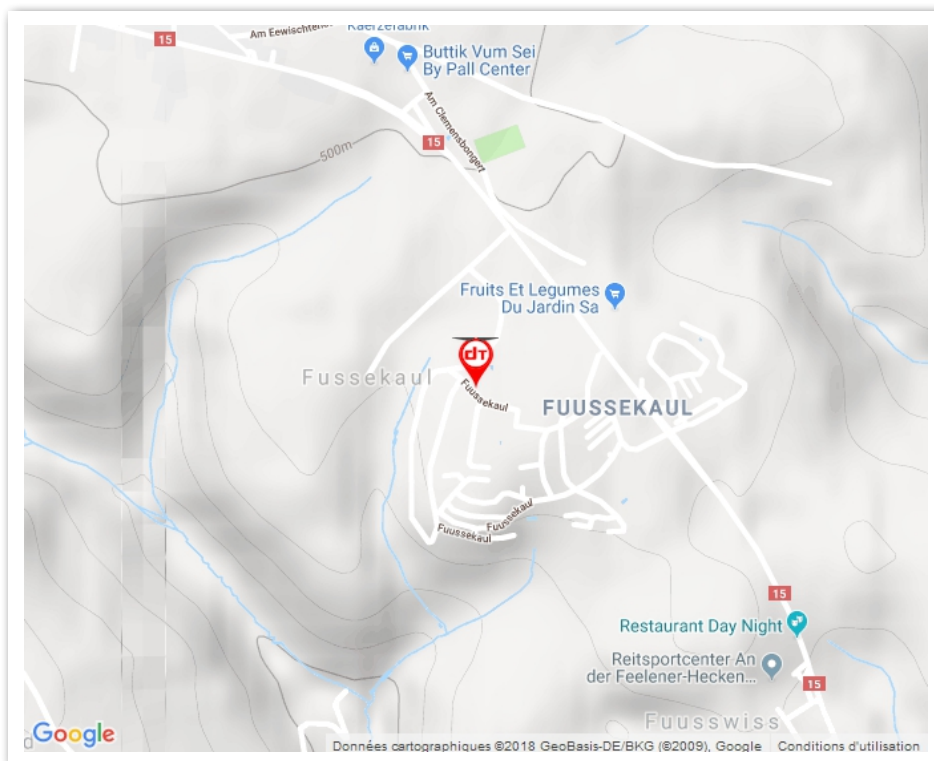 Kaerzefabrik
Am Eewischten
15
Buttik Vum Sei
By Pall Center
Am Clemensbongert
15
500m
Fruits Et Legumes
Du Jardin Sa
dT
Fussekaul
Fuussekaul
FUUSSEKAUL
Fuussekaul
Fuussekaul
15
Restaurant Day Night
Reitsportcenter An
der Feelener-Hecken...
15
Fuusswiss
Google
Données cartographiques ©2018 GeoBasis-DE/BKG (©2009), Google
Conditions d'utilisation